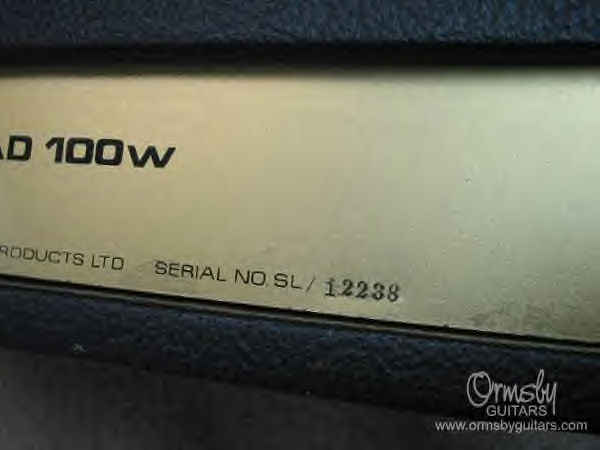 AD 100W
PRODUCTS LTD SERIAL NO. SL/ 12238
Ormsby
GUITARS
www.ormsbyguitars.com